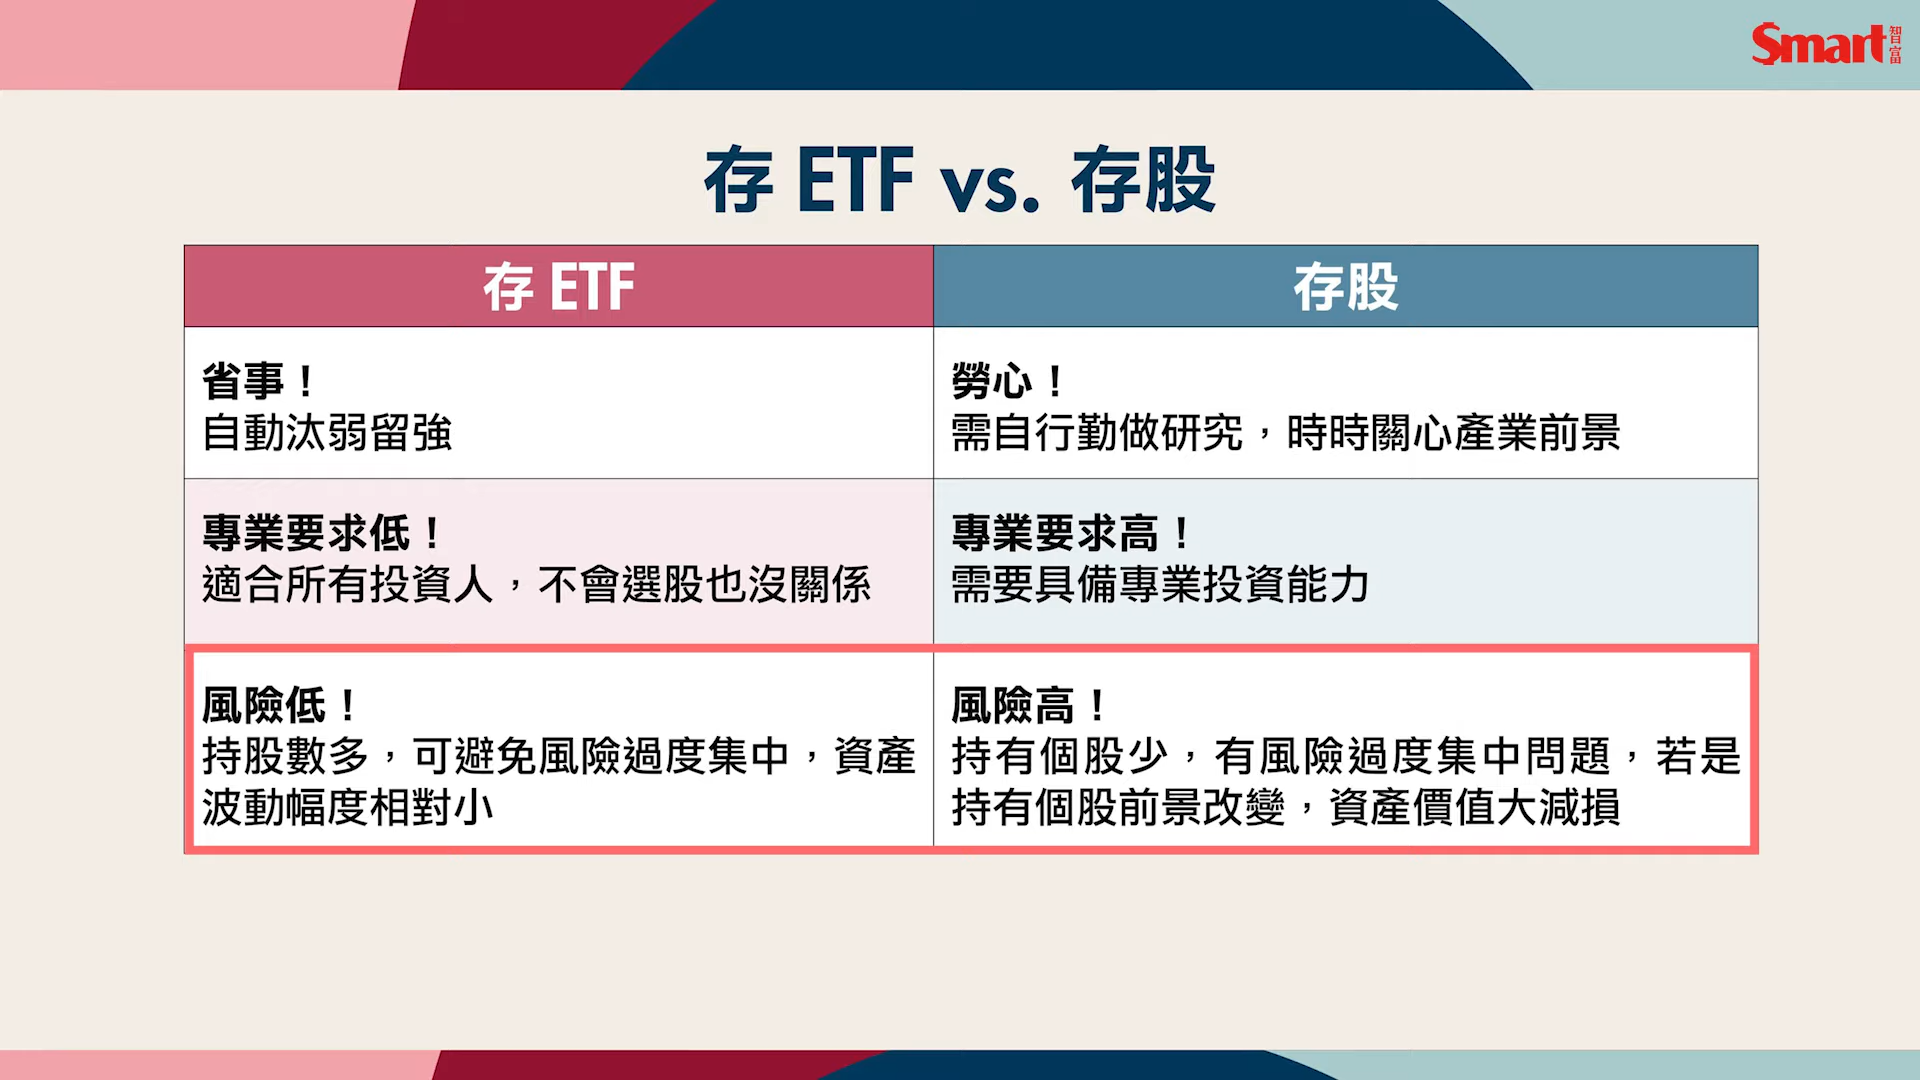 Smart智富
存 ETF vs. 存股
存 ETF
存股
省事！
自動汰弱留強
勞心！
需自行勤做研究，時時關心產業前景
專業要求低！
適合所有投資人，不會選股也沒關係
專業要求高！
需要具備專業投資能力
風險低！
持股數多，可避免風險過度集中，資產
波動幅度相對小
風險高！
持有個股少，有風險過度集中問題，若是
持有個股前景改變，資產價值大減損